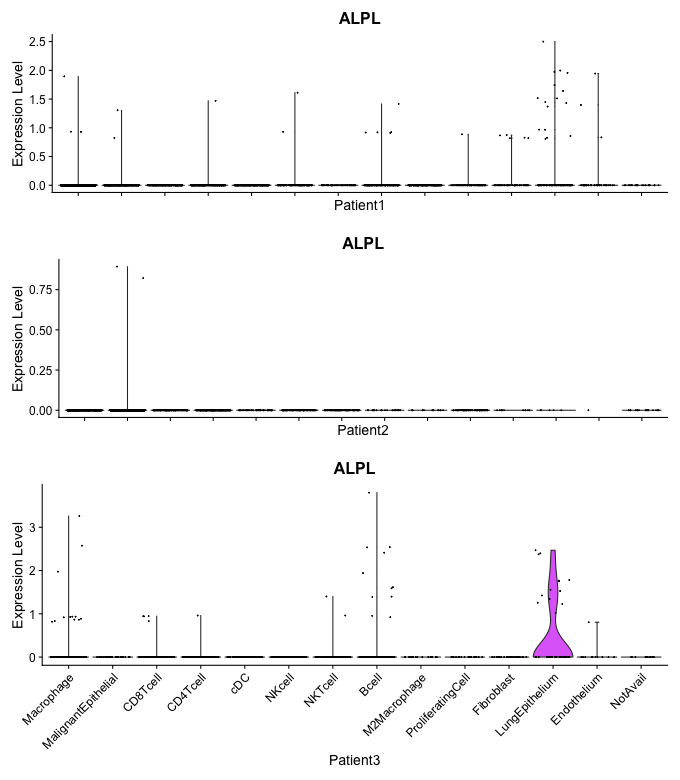 ALPL
Expression Level
2.5
2.0
1.5
1.0
0.5
0.0
Patient1
ALPL
Expression Level
0.75
0.50
0.25
0.00
Patient2
ALPL
Expression Level
3
2
1
0
Macrophage
MalignantEpithelial
CD8Tcell
CD4Tcell
cDC
NKcell
NKTcell
Bcell
M2Macrophage
ProliferatingCell
Fibroblast
LungEpithelium
Endothelium
NotAvail
Patient3